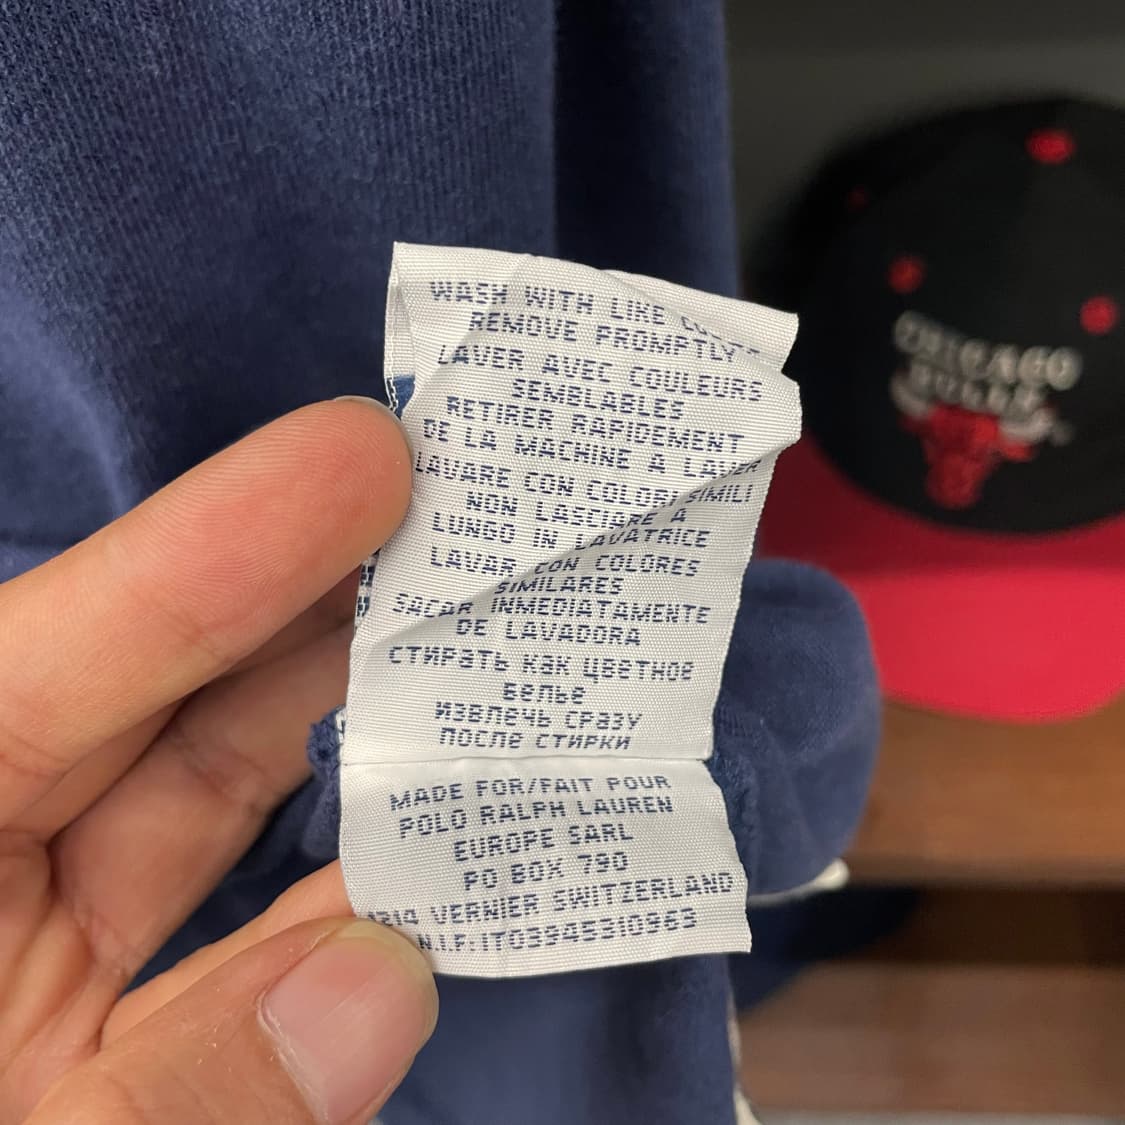 WASH WITH LIKE COLORS
REMOVE PROMPTLY
LAVER AVEC COULEURS
SEMBLABLES
RETIRER RAPIDEMENT
DE LA MACHINE A LAVER
LAVARE CON COLORI SIMILI
NON LASCIARE A
LUNGO IN LAVATRICE
LAVAR CON COLORES
SIMILARES
SACAR INMEDIATAMENTE
DE LAVADORA
СТИРАТЬ КАК ЦВЕТНОЕ
БЕЛЬЕ
ИЗВЛЕЧЬ СРАЗУ
ПОСЛЕ СТИРКИ
MADE FOR/FAIT POUR
POLO RALPH LAUREN
EUROPE SARL
PO BOX 790
1214 VERNIER SWITZERLAND
N.I.F:IT03945310963
CHICAGO
BULLS